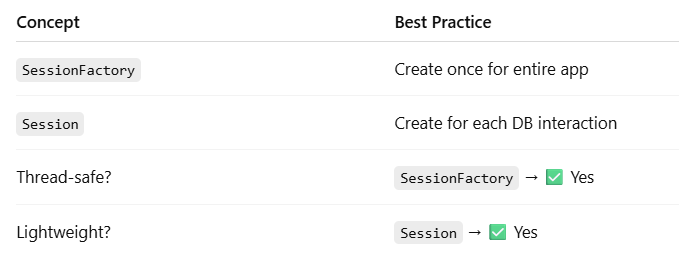 Concept Best Practice
SessionFactory Create once for entire app
Session Create for each DB interaction
Thread-safe? SessionFactory → ✅ Yes
Lightweight? Session → ✅ Yes